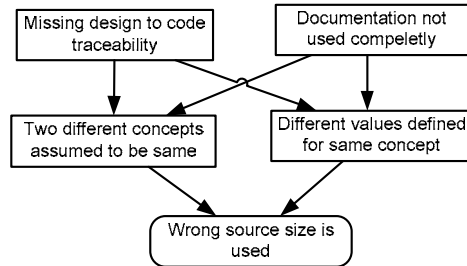 Missing design to code
traceability
Documentation not
used compeletly
Two different concepts
assumed to be same
Different values defined
for same concept
Wrong source size is
used